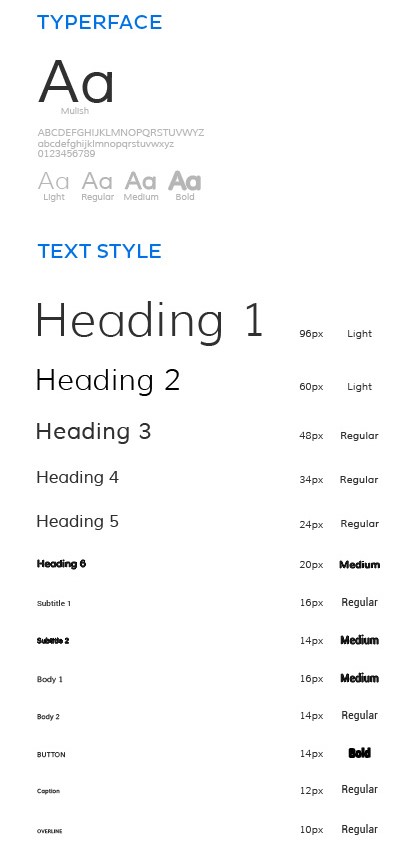 TYPERFACE
Aa
Mulish
ABCDEFGHIJKLMNOPQRSTUVWYZ
abcdefghijklmnopqrstuvwxyz
0123456789
Aa Aa Aa Aa
Light Regular Medium Bold
TEXT STYLE
Heading 1 96px Light
Heading 2 60px Light
Heading 3 48px Regular
Heading 4 34px Regular
Heading 5 24px Regular
Heading 6 20px Medium
Subtitle 1 16px Regular
Subtitle 2 14px Medium
Body 1 16px Medium
Body 2 14px Regular
BUTTON 14px Bold
Caption 12px Regular
OVERLINE 10px Regular